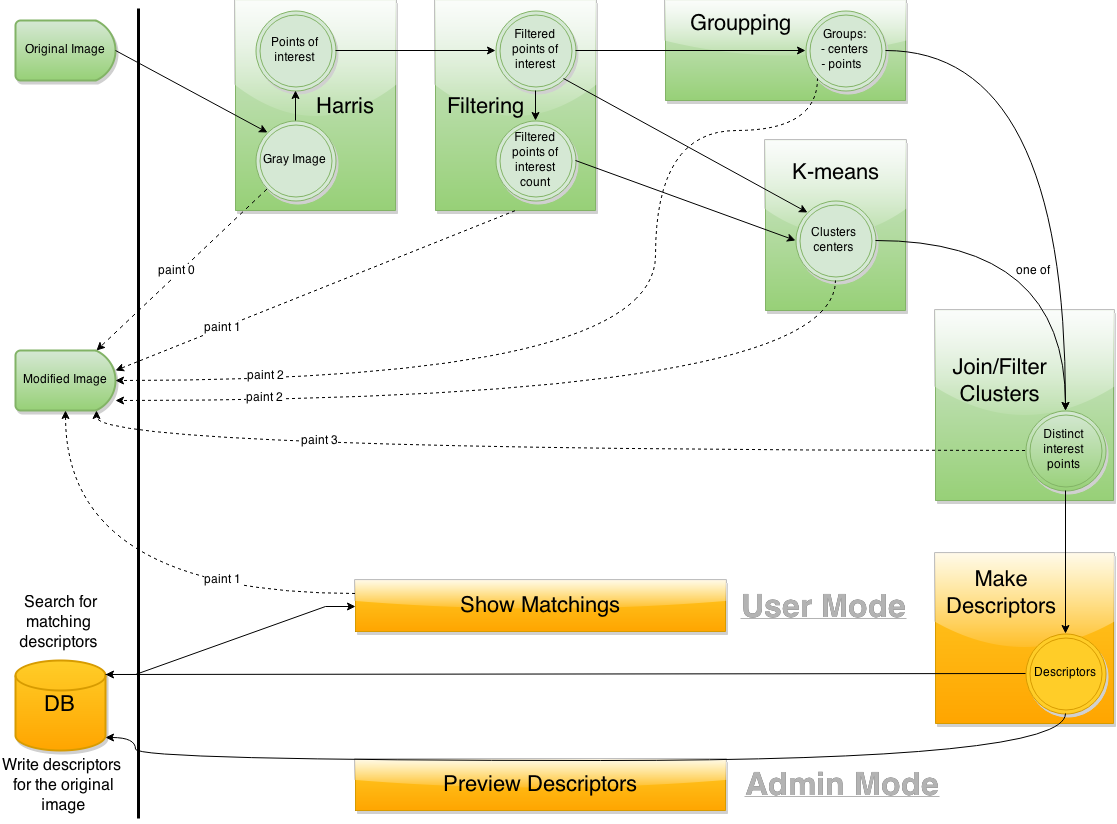 Original Image
Points of
interest
Harris
Gray Image
Filtered
points of
interest
Filtering
Filtered
points of
interest
count
Groupping
Groups:
- centers
- points
K-means
Clusters
centers
one of
Join/Filter
Clusters
Distinct
interest
points
paint 0
paint 1
paint 2
paint 2
paint 3
Modified Image
paint 1
Show Matchings
User Mode
Make
Descriptors
Descriptors
Search for
matching
descriptors
DB
Write descriptors
for the original
image
Preview Descriptors
Admin Mode